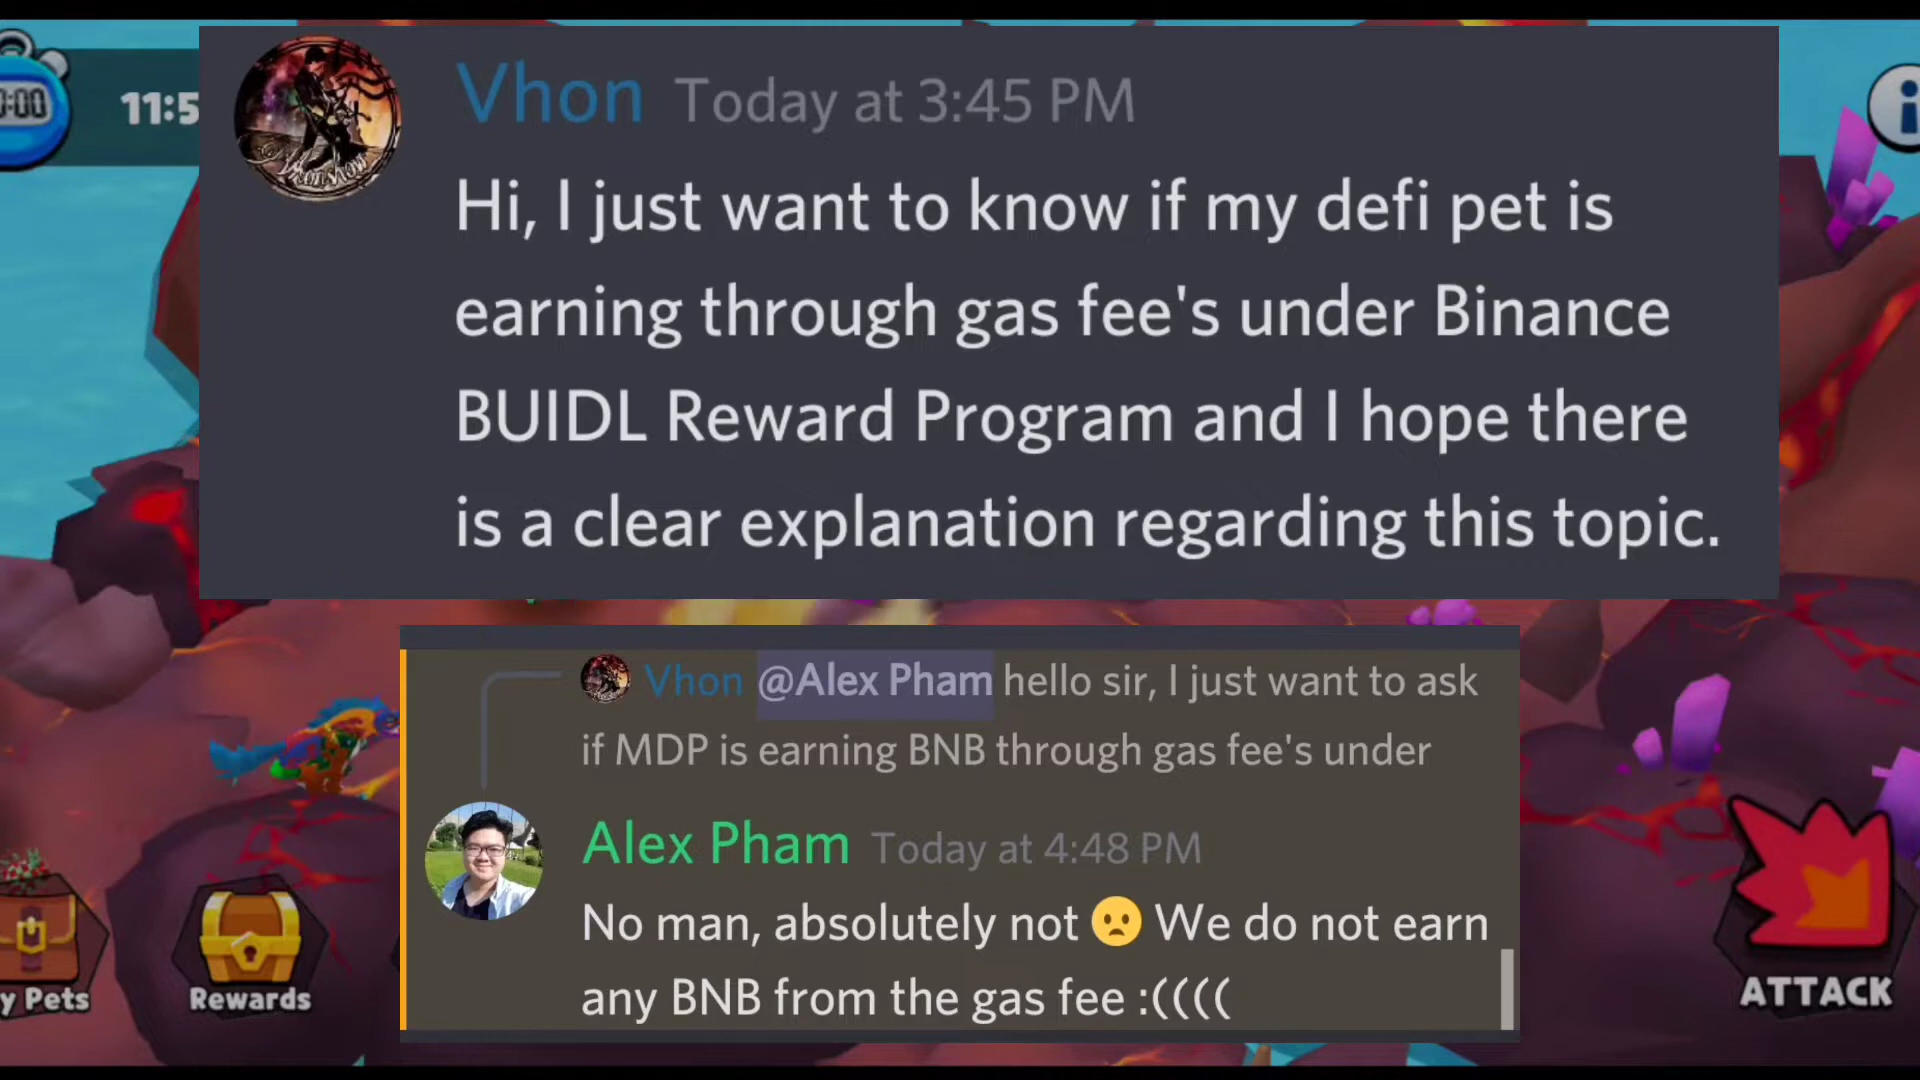 :00
11:5
i
Vhon Today at 3:45 PM
Hi, I just want to know if my defi pet is
earning through gas fee's under Binance
BUIDL Reward Program and I hope there
is a clear explanation regarding this topic.
Vhon @Alex Pham hello sir, I just want to ask
if MDP is earning BNB through gas fee's under
Alex Pham Today at 4:48 PM
No man, absolutely not 🙁 We do not earn
any BNB from the gas fee :((((
y Pets
Rewards
ATTACK